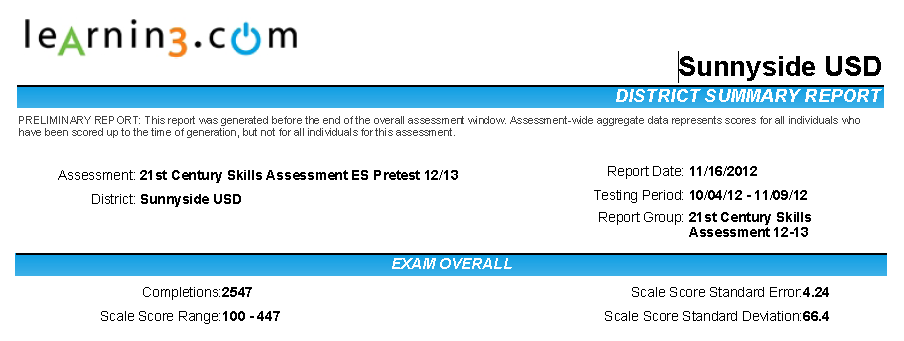 learning.com
Sunnyside USD
DISTRICT SUMMARY REPORT
PRELIMINARY REPORT: This report was generated before the end of the overall assessment window. Assessment-wide aggregate data represents scores for all individuals who
have been scored up to the time of generation, but not for all individuals for this assessment.
Assessment: 21st Century Skills Assessment ES Pretest 12/13
District: Sunnyside USD
Report Date: 11/16/2012
Testing Period: 10/04/12 - 11/09/12
Report Group: 21st Century Skills
Assessment 12-13
EXAM OVERALL
Completions:2547
Scale Score Range:100 - 447
Scale Score Standard Error:4.24
Scale Score Standard Deviation:66.4